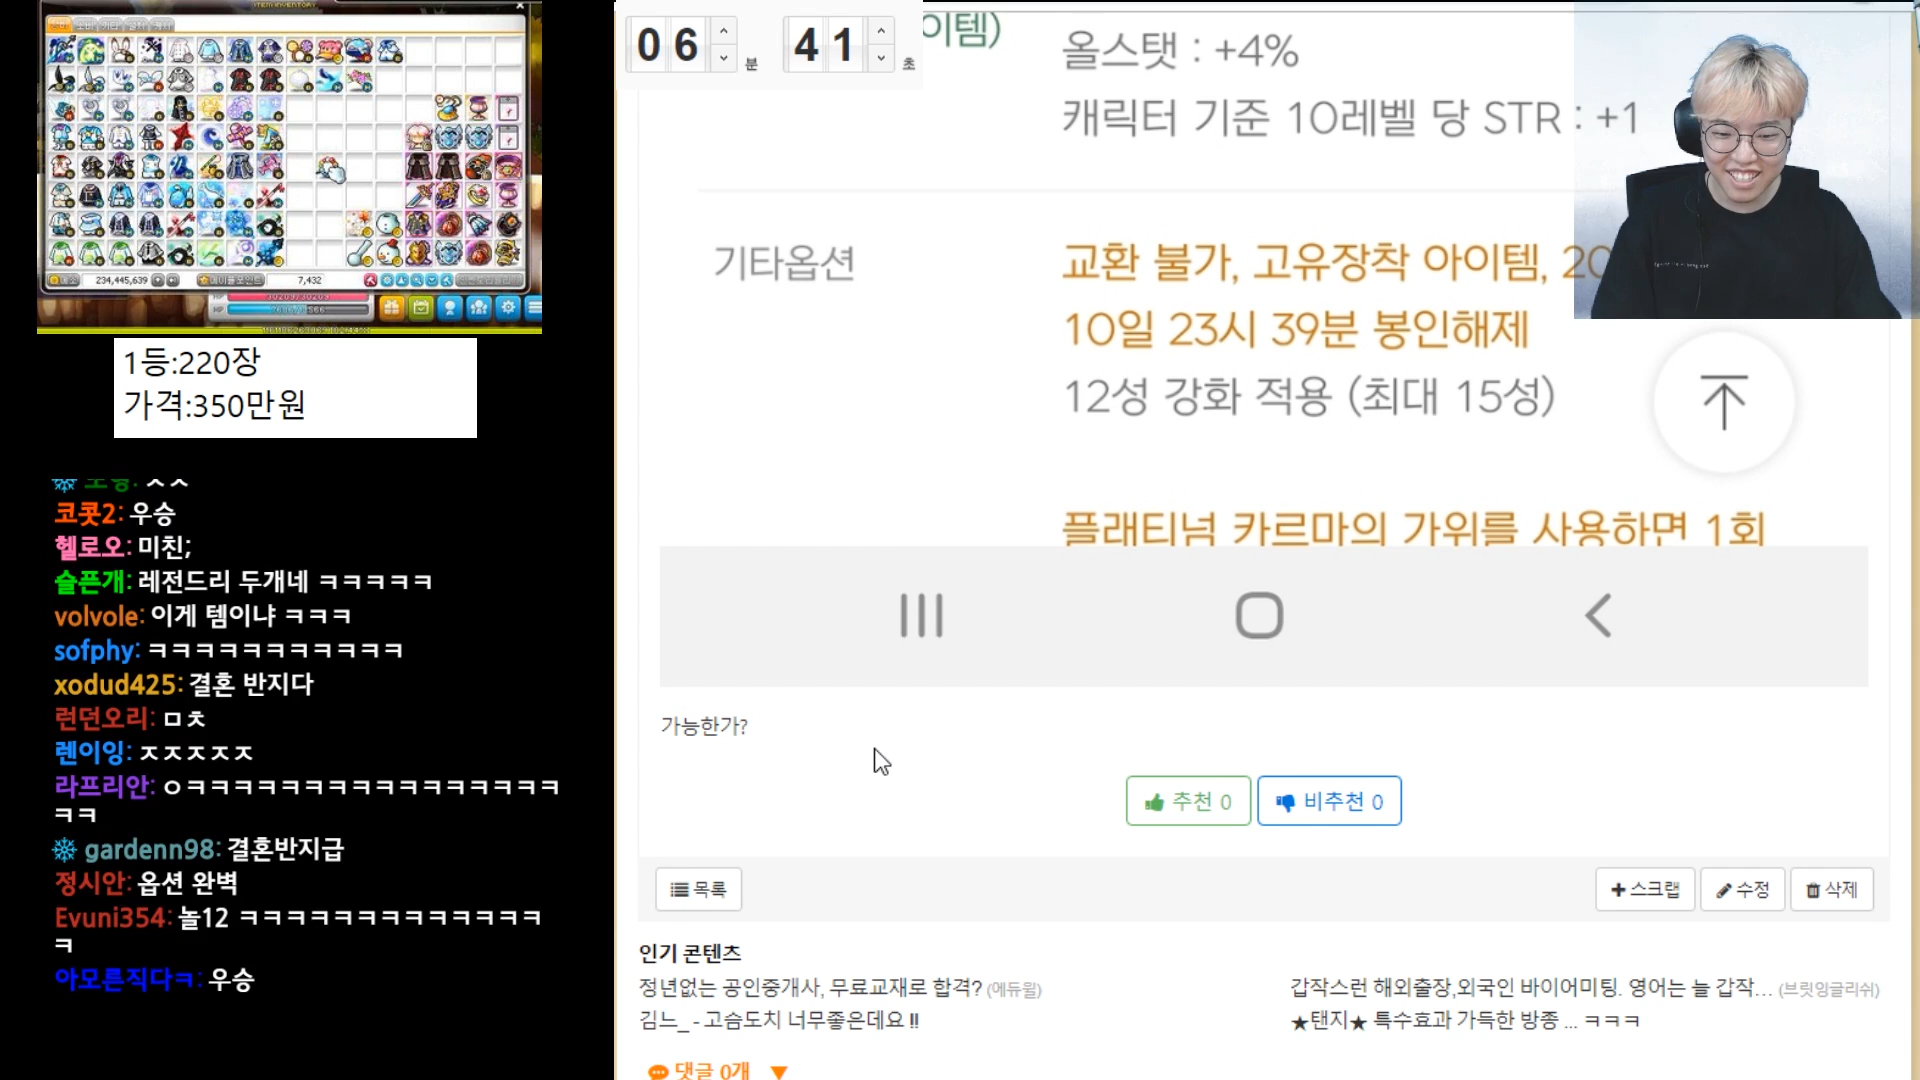 ITEM INVENTORY
234,445,639
7,432
1등:220장
가격:350만원
ㅅㅅ
코콧2: 우승
헬로오: 미친;
슬픈개: 레전드리 두개네 ㅋㅋㅋㅋㅋ
volvole: 이게 템이냐 ㅋㅋㅋ
sofphy: ㅋㅋㅋㅋㅋㅋㅋㅋㅋㅋㅋ
xodud425: 결혼 반지다
런던오리: ㅁㅊ
렌이잉: ㅈㅈㅈㅈㅈ
라프리안: ㅇㅋㅋㅋㅋㅋㅋㅋㅋㅋㅋㅋㅋㅋㅋㅋㅋ
ㅋㅋ
gardenn98: 결혼반지급
정시안: 옵션 완벽
Evuni354: 놀12 ㅋㅋㅋㅋㅋㅋㅋㅋㅋㅋㅋㅋㅋ
ㅋ
아모른직다ㅋ: 우승
06 분 41 초
이템)
올스탯 : +4%
캐릭터 기준 10레벨 당 STR : +1
기타옵션
교환 불가, 고유장착 아이템, 20
10일 23시 39분 봉인해제
12성 강화 적용 (최대 15성)
플래티넘 카르마의 가위를 사용하면 1회
가능한가?
추천 0
비추천 0
목록
스크랩
수정
삭제
인기 콘텐츠
정년없는 공인중개사, 무료교재로 합격? (에듀윌)
갑작스런 해외출장,외국인 바이어미팅. 영어는 늘 갑작... (브릿잉글리쉬)
김느_ - 고슴도치 너무좋은데요 !!
★탠지★ 특수효과 가득한 방종 ... ㅋㅋㅋ
댓글 0개 ▼